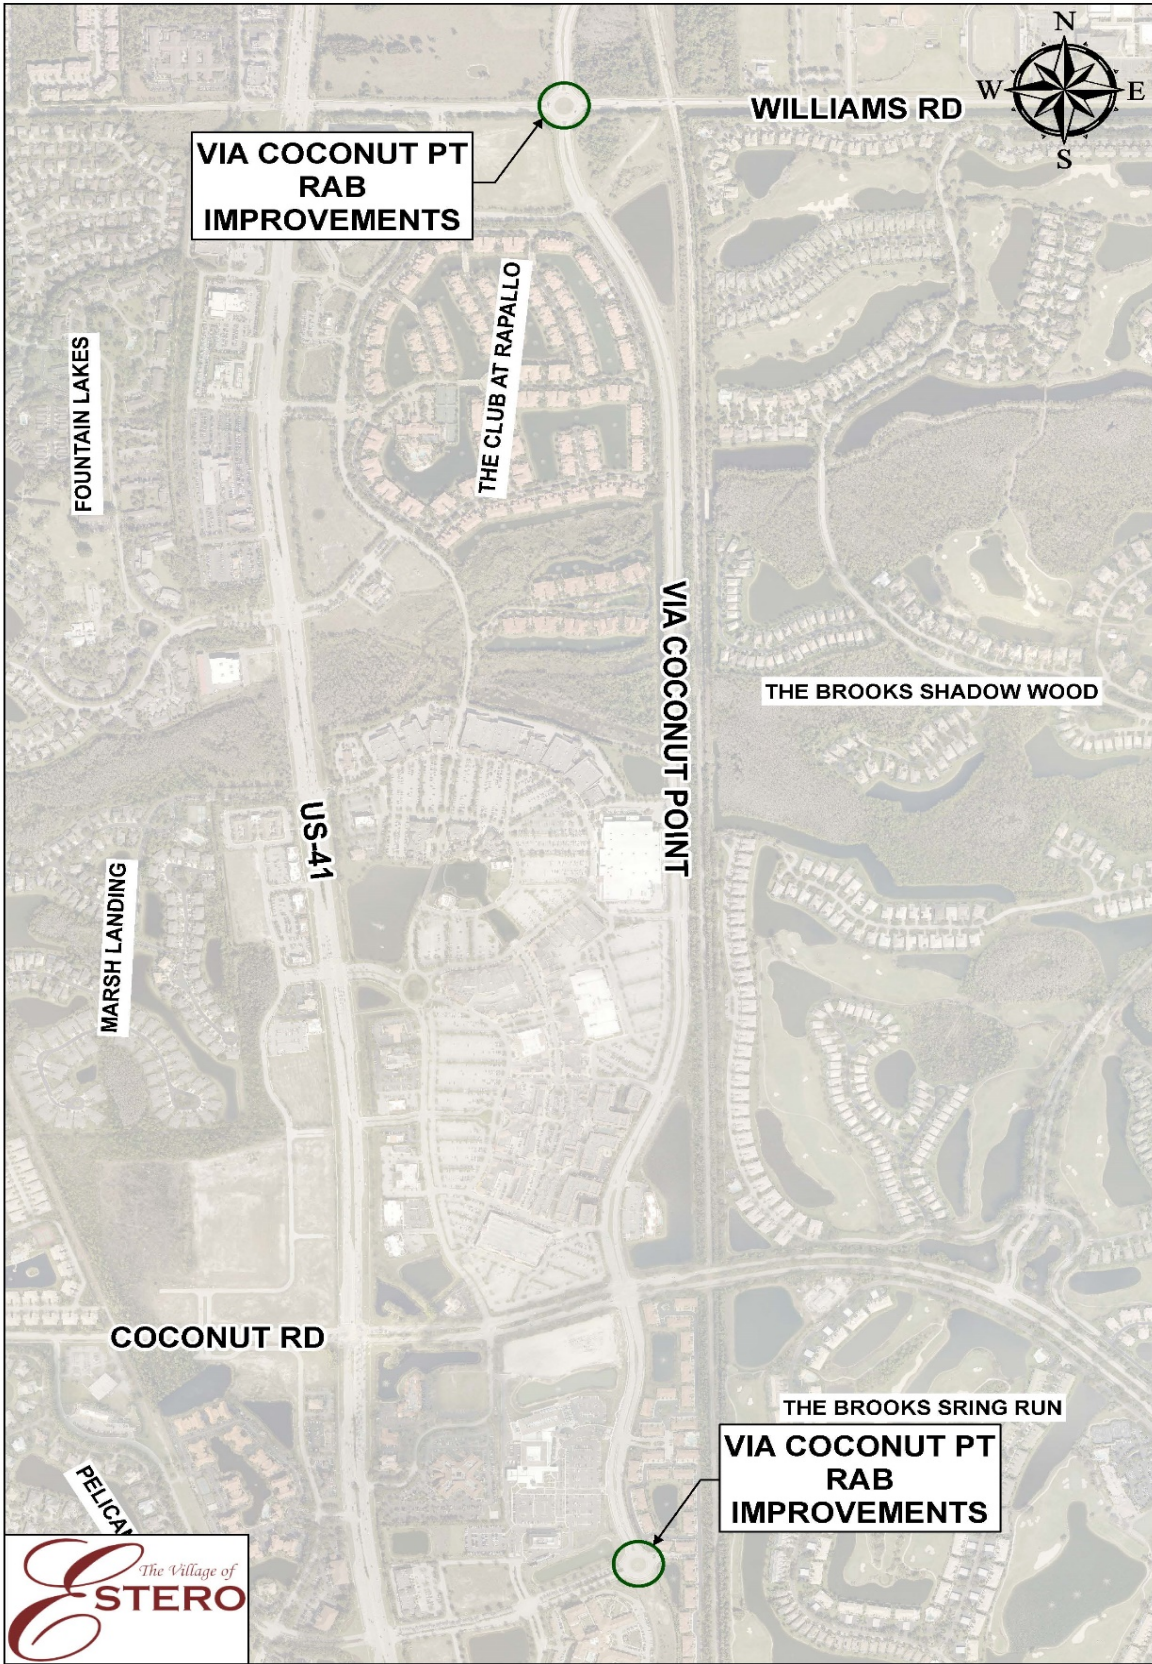 N
W
E
S
WILLIAMS RD
VIA COCONUT PT
RAB
IMPROVEMENTS
THE CLUB AT RAPALLO
FOUNTAIN LAKES
VIA COCONUT POINT
THE BROOKS SHADOW WOOD
US-41
MARSH LANDING
COCONUT RD
THE BROOKS SRING RUN
VIA COCONUT PT
RAB
IMPROVEMENTS
The Village of
ESTERO